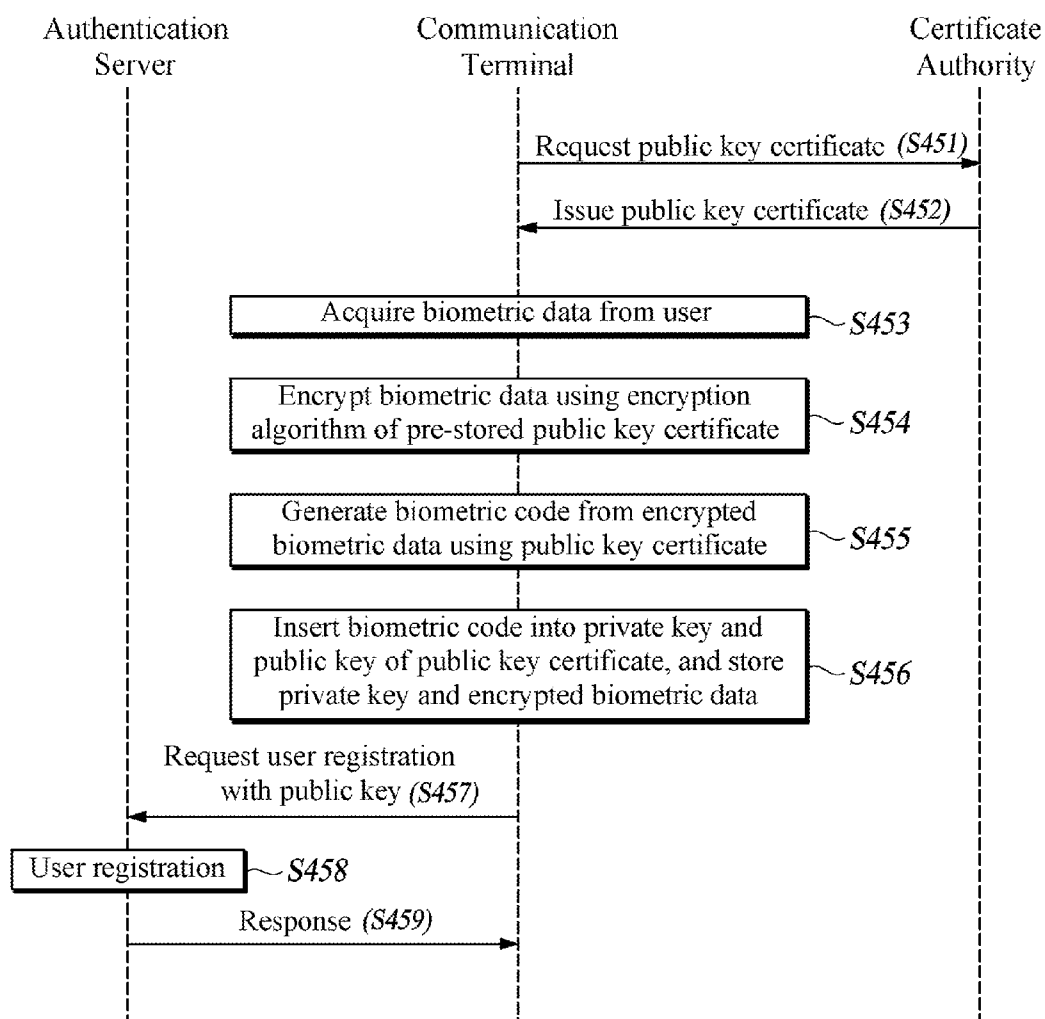 Authentication Server
Communication Terminal
Certificate Authority
Request public key certificate (S451)
Issue public key certificate (S452)
Acquire biometric data from user
S453
Encrypt biometric data using encryption
algorithm of pre-stored public key certificate
S454
Generate biometric code from encrypted
biometric data using public key certificate
S455
Insert biometric code into private key and
public key of public key certificate, and store
private key and encrypted biometric data
S456
Request user registration
with public key (S457)
User registration
S458
Response (S459)